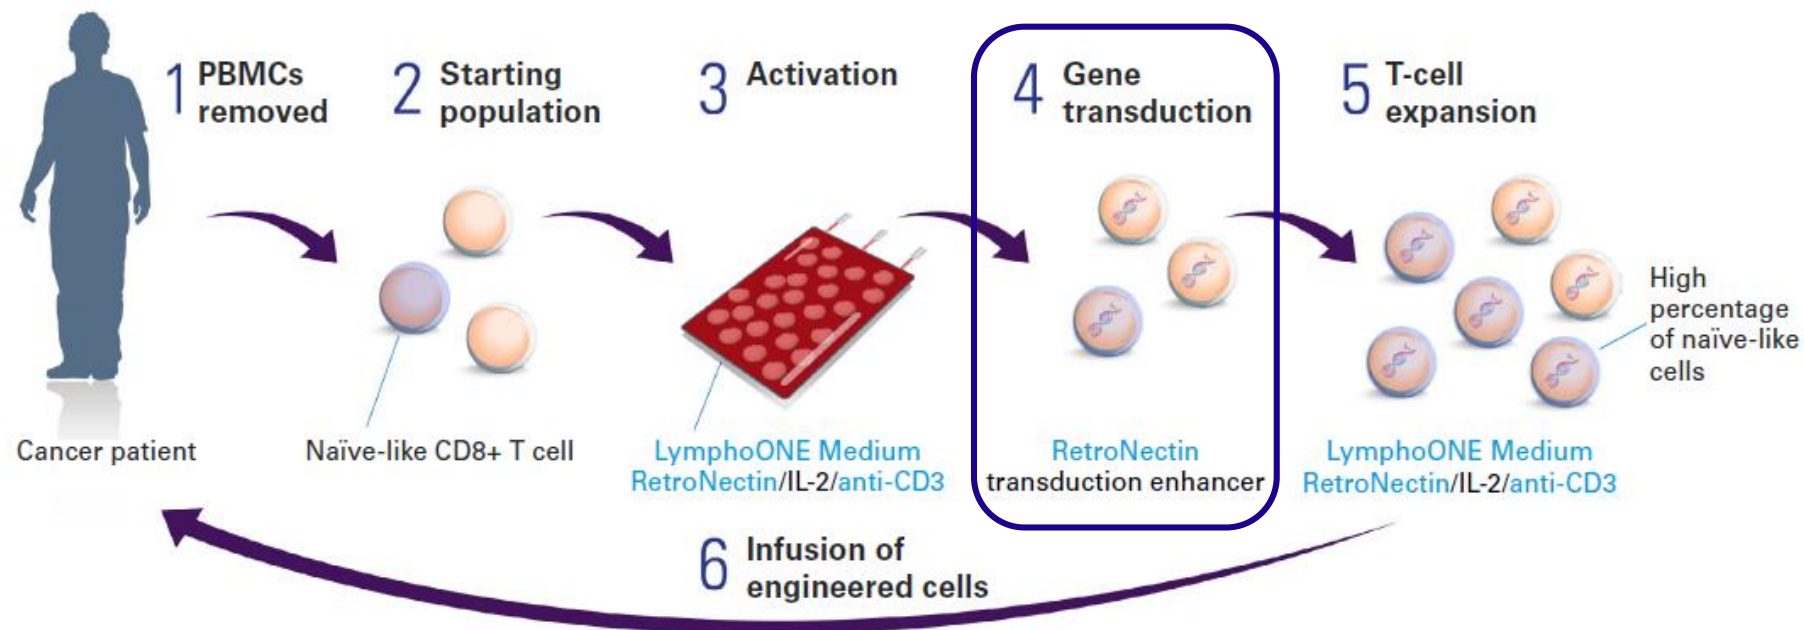 1 PBMCs
removed
2 Starting
population
3 Activation
4 Gene
transduction
5 T-cell
expansion
High
percentage
of naïve-like
cells
Cancer patient
Naïve-like CD8+ T cell
LymphoONE Medium
RetroNectin/IL-2/anti-CD3
RetroNectin
transduction enhancer
LymphoONE Medium
RetroNectin/IL-2/anti-CD3
6 Infusion of
engineered cells